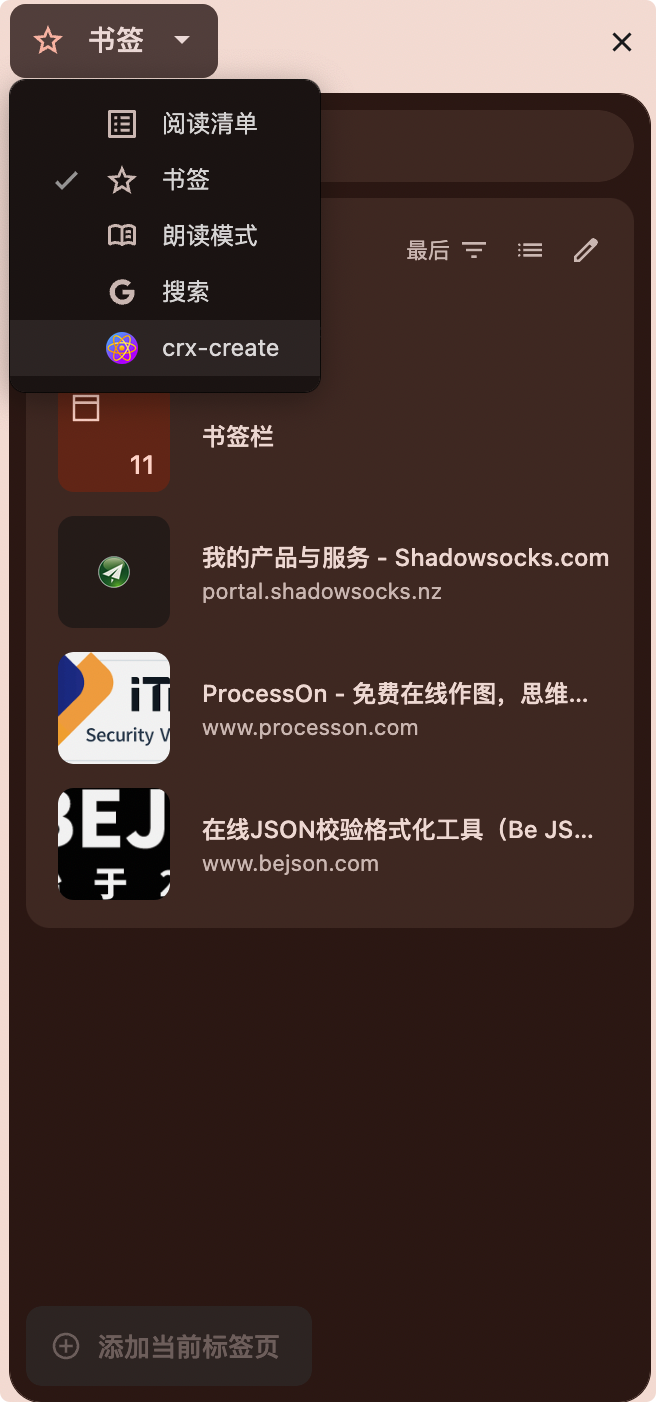 书签
阅读清单
书签
朗读模式
搜索
crx-create
最后
11
书签栏
我的产品与服务 - Shadowsocks.com
portal.shadowsocks.nz
iT
Security V
ProcessOn - 免费在线作图，思维...
www.processon.com
BEJ
于 2
在线JSON校验格式化工具（Be JS...
www.bejson.com
添加当前标签页